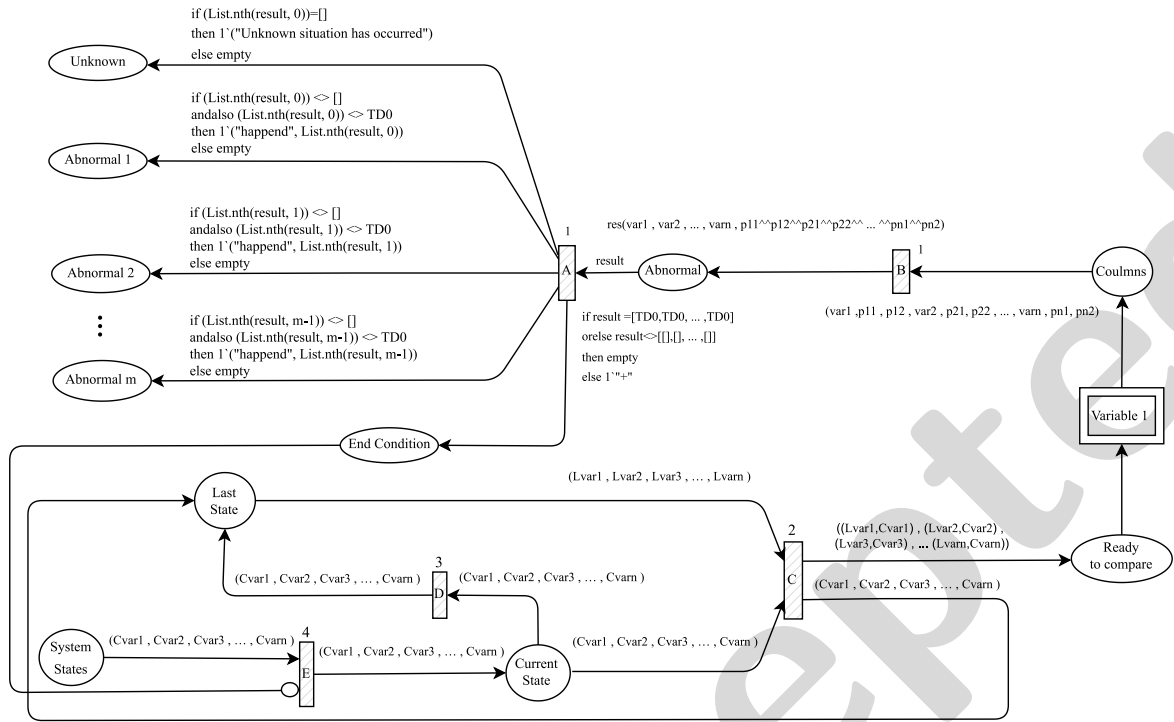 if (List.nth(result, 0))=[]
then 1`("Unknown situation has occurred")
else empty
Unknown
if (List.nth(result, 0)) <> []
andalso (List.nth(result, 0)) <> TD0
then 1`("happend", List.nth(result, 0))
else empty
Abnormal 1
if (List.nth(result, 1)) <> []
andalso (List.nth(result, 1)) <> TD0
then 1`("happend", List.nth(result, 1)
else empty
Abnormal 2
if (List.nth(result, m-1)) <> []
andalso (List.nth(result, m-1)) <> TD0
then 1`("happend", List.nth(result, m-1))
else empty
Abnormal m
1
A
result
Abnormal
res(var1 , var2 , ... , varn , p11^^p12^^p21^^p22^^ ... ^^pn1^^pn2)
1
B
Coulmns
(var1 ,p11 , p12 , var2 , p21, p22 , ... , varn , pn1, pn2)
if result =[TD0,TD0, ... ,TD0]
orelse result<>[[],[], ... ,[]]
then empty
else 1`"+"
Variable 1
End Condition
Last
State
(Lvar1 , Lvar2 , Lvar3 , ... , Lvarn )
2
C
((Lvar1,Cvar1) , (Lvar2,Cvar2) ,
(Lvar3,Cvar3) , ... (Lvarn,Cvarn))
Ready
to compare
(Cvar1 , Cvar2 , Cvar3 , ... , Cvarn )
3
D
(Cvar1 , Cvar2 , Cvar3 , ... , Cvarn )
(Cvar1 , Cvar2 , Cvar3 , ... , Cvarn )
System
States
(Cvar1 , Cvar2 , Cvar3 , ... , Cvarn )
4
E
(Cvar1 , Cvar2 , Cvar3 , ... , Cvarn )
Current
State
(Cvar1 , Cvar2 , Cvar3 , ... , Cvarn )